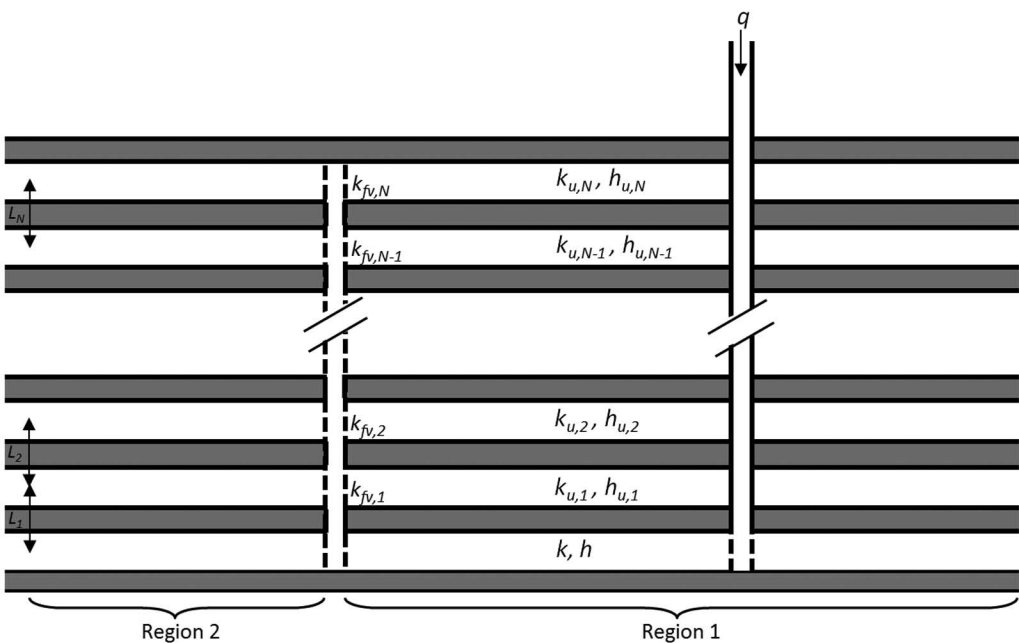 q
k_{fv,N}
k_{u,N}, h_{u,N}
L_N
k_{fv,N-1}
k_{u,N-1}, h_{u,N-1}
k_{fv,2}
k_{u,2}, h_{u,2}
L_2
k_{fv,1}
k_{u,1}, h_{u,1}
L_1
k, h
Region 2
Region 1